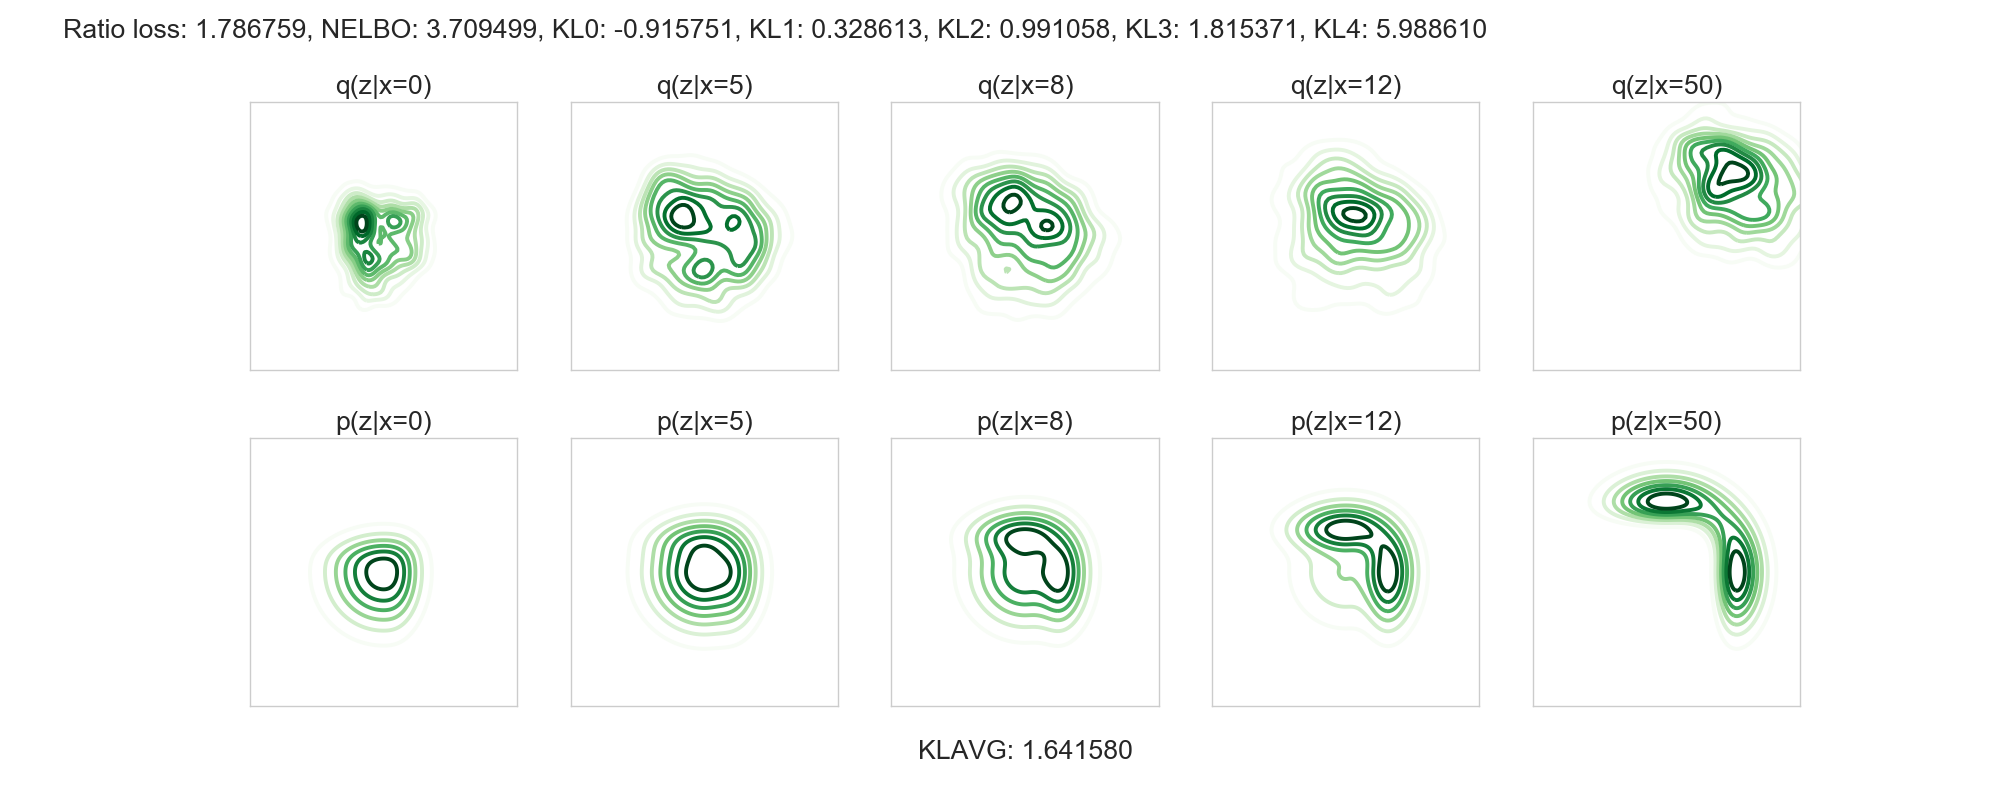 Ratio loss: 1.786759, NELBO: 3.709499, KL0: -0.915751, KL1: 0.328613, KL2: 0.991058, KL3: 1.815371, KL4: 5.988610
q(z|x=0) q(z|x=5) q(z|x=8) q(z|x=12) q(z|x=50)
p(z|x=0) p(z|x=5) p(z|x=8) p(z|x=12) p(z|x=50)
KLAVG: 1.641580